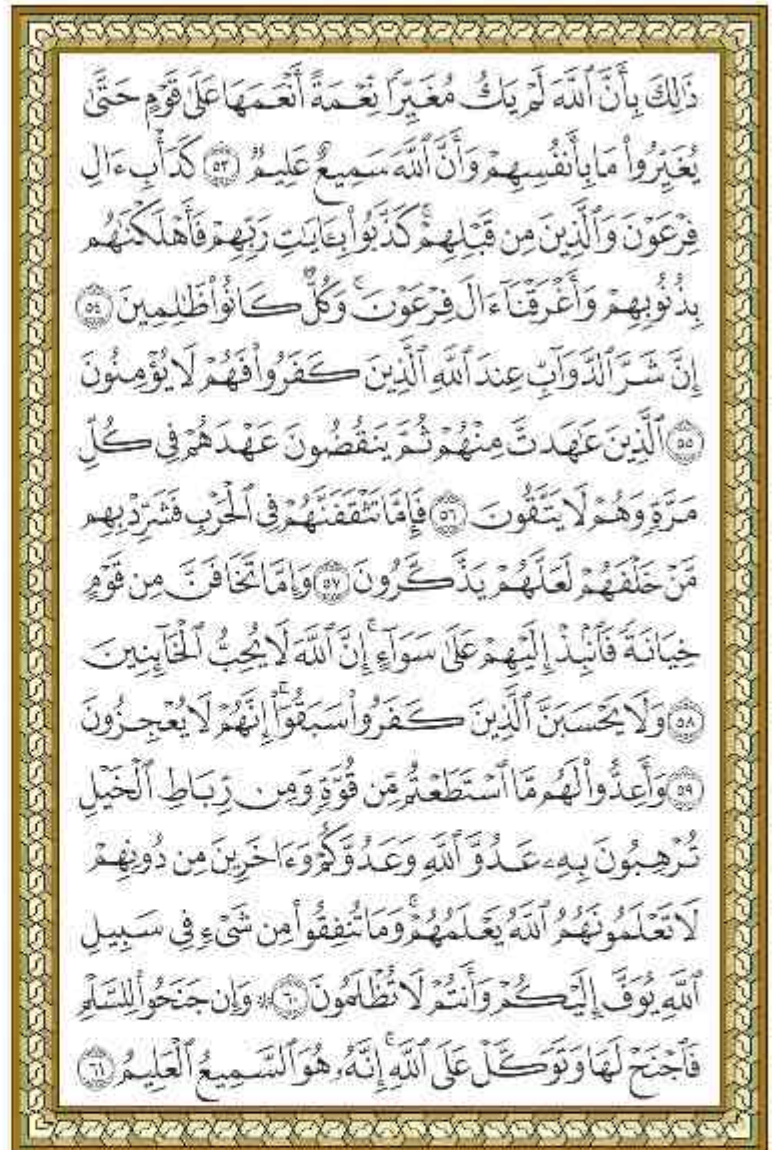 ذَٰلِكَ بِأَنَّ ٱللَّهَ لَمْ يَكُ مُغَيِّرًا نِّعْمَةً أَنْعَمَهَا عَلَىٰ قَوْمٍ حَتَّىٰ
يُغَيِّرُوا۟ مَا بِأَنفُسِهِمْ وَأَنَّ ٱللَّهَ سَمِيعٌ عَلِيمٌ ٥٣ كَدَأْبِ ءَالِ
فِرْعَوْنَ وَٱلَّذِينَ مِن قَبْلِهِمْ ۚ كَذَّبُوا۟ بِـَٔايَـٰتِ رَبِّهِمْ فَأَهْلَكْنَـٰهُم
بِذُنُوبِهِمْ وَأَغْرَقْنَآ ءَالَ فِرْعَوْنَ ۚ وَكُلٌّ كَانُوا۟ ظَـٰلِمِينَ ٥٤
إِنَّ شَرَّ ٱلدَّوَآبِّ عِندَ ٱللَّهِ ٱلَّذِينَ كَفَرُوا۟ فَهُمْ لَا يُؤْمِنُونَ
٥٥ ٱلَّذِينَ عَـٰهَدتَّ مِنْهُمْ ثُمَّ يَنقُضُونَ عَهْدَهُمْ فِى كُلِّ
مَرَّةٍ وَهُمْ لَا يَتَّقُونَ ٥٦ فَإِمَّا تَثْقَفَنَّهُمْ فِى ٱلْحَرْبِ فَشَرِّدْ بِهِم
مَّنْ خَلْفَهُمْ لَعَلَّهُمْ يَذَّكَّرُونَ ٥٧ وَإِمَّا تَخَافَنَّ مِن قَوْمٍ
خِيَانَةً فَٱنۢبِذْ إِلَيْهِمْ عَلَىٰ سَوَآءٍ ۚ إِنَّ ٱللَّهَ لَا يُحِبُّ ٱلْخَآئِنِينَ
٥٨ وَلَا يَحْسَبَنَّ ٱلَّذِينَ كَفَرُوا۟ سَبَقُوٓا۟ ۚ إِنَّهُمْ لَا يُعْجِزُونَ
٥٩ وَأَعِدُّوا۟ لَهُم مَّا ٱسْتَطَعْتُم مِّن قُوَّةٍ وَمِن رِّبَاطِ ٱلْخَيْلِ
تُرْهِبُونَ بِهِۦ عَدُوَّ ٱللَّهِ وَعَدُوَّكُمْ وَءَاخَرِينَ مِن دُونِهِمْ
لَا تَعْلَمُونَهُمُ ٱللَّهُ يَعْلَمُهُمْ ۚ وَمَا تُنفِقُوا۟ مِن شَىْءٍ فِى سَبِيلِ
ٱللَّهِ يُوَفَّ إِلَيْكُمْ وَأَنتُمْ لَا تُظْلَمُونَ ٦٠ ۞ وَإِن جَنَحُوا۟ لِلسَّلْمِ
فَٱجْنَحْ لَهَا وَتَوَكَّلْ عَلَى ٱللَّهِ ۚ إِنَّهُۥ هُوَ ٱلسَّمِيعُ ٱلْعَلِيمُ ٦١